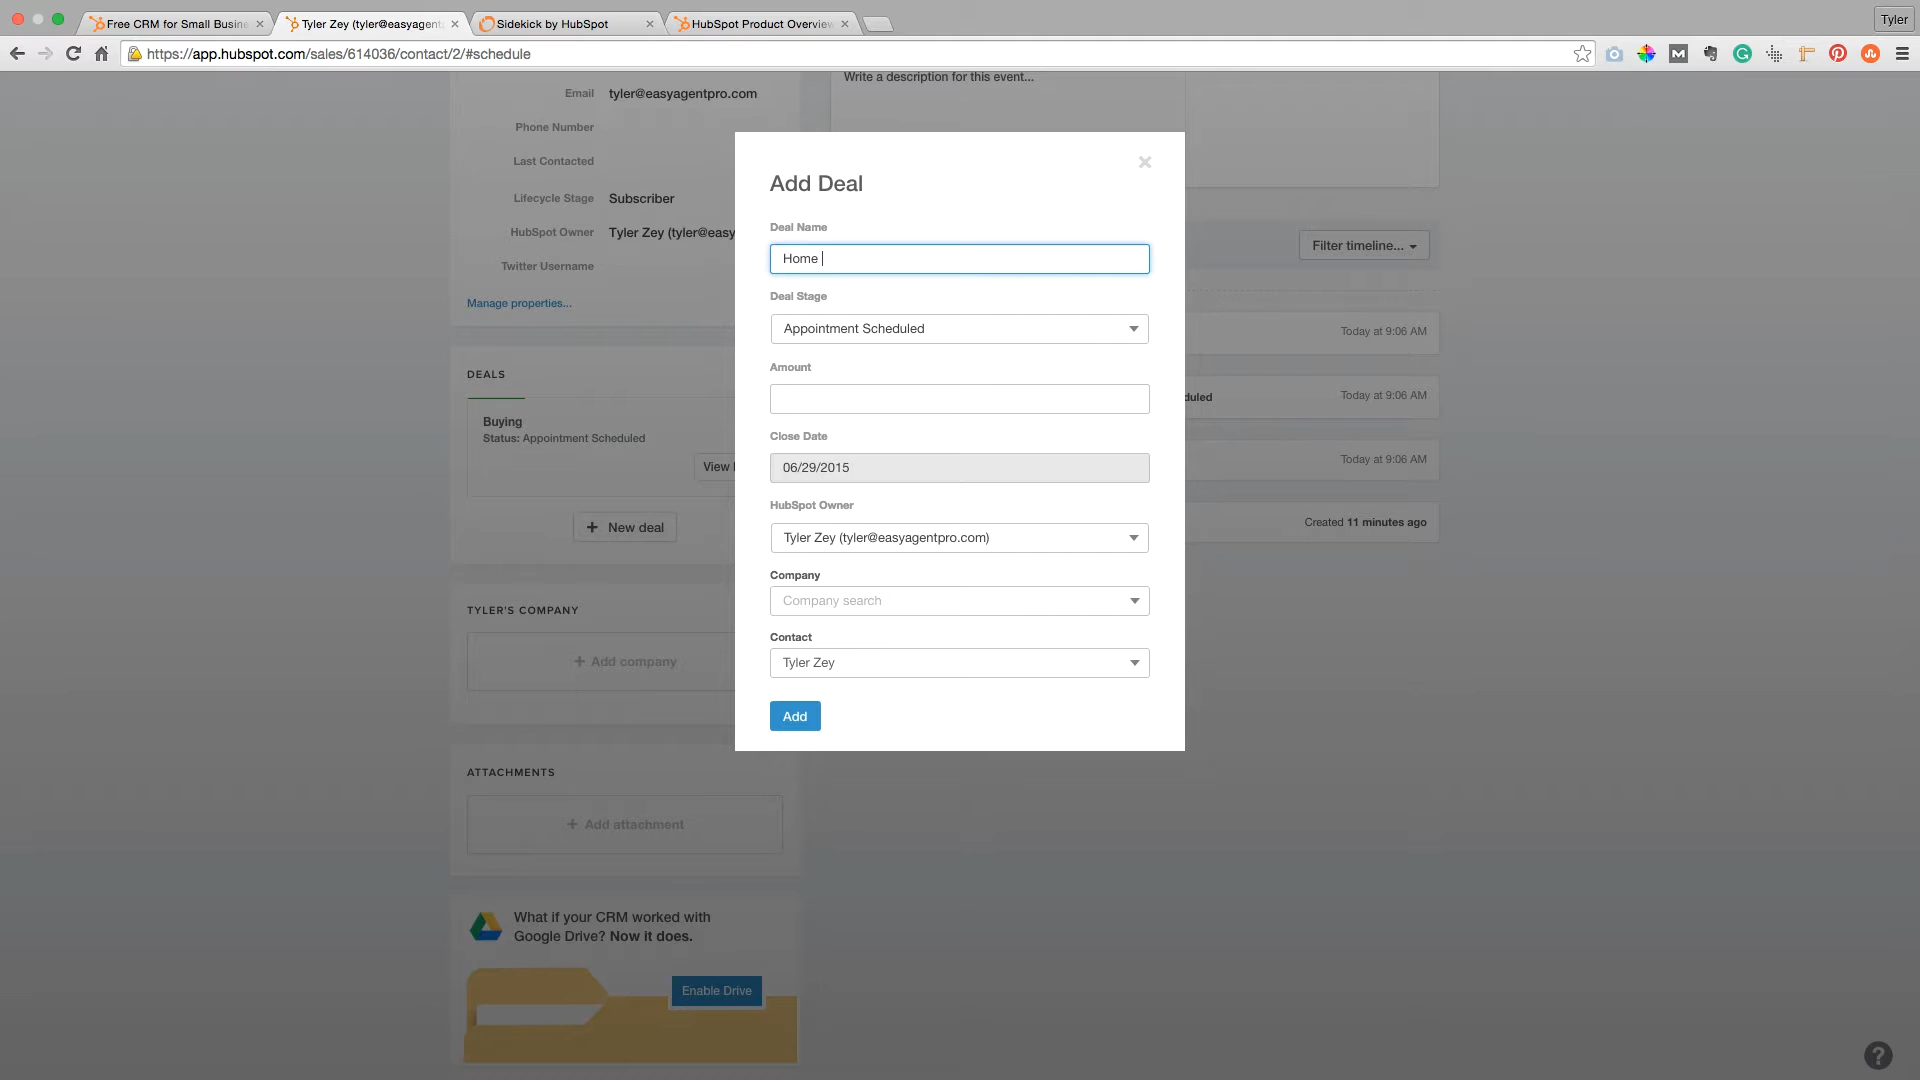 Free CRM for Small Busine
Tyler Zey (tyler@easyagent
Sidekick by HubSpot
HubSpot Product Overview
Tyler
https://app.hubspot.com/sales/614036/contact/2/#schedule
Write a description for this event...
Email tyler@easyagentpro.com
Phone Number
Last Contacted
Lifecycle Stage Subscriber
HubSpot Owner Tyler Zey (tyler@easy
Twitter Username
Manage properties...
Filter timeline...
Today at 9:06 AM
duled Today at 9:06 AM
Today at 9:06 AM
Created 11 minutes ago
DEALS
Buying
Status: Appointment Scheduled
View
+ New deal
TYLER'S COMPANY
+ Add company
ATTACHMENTS
+ Add attachment
What if your CRM worked with
Google Drive? Now it does.
Enable Drive
Add Deal
Deal Name
Home
Deal Stage
Appointment Scheduled
Amount
Close Date
06/29/2015
HubSpot Owner
Tyler Zey (tyler@easyagentpro.com)
Company
Company search
Contact
Tyler Zey
Add
?